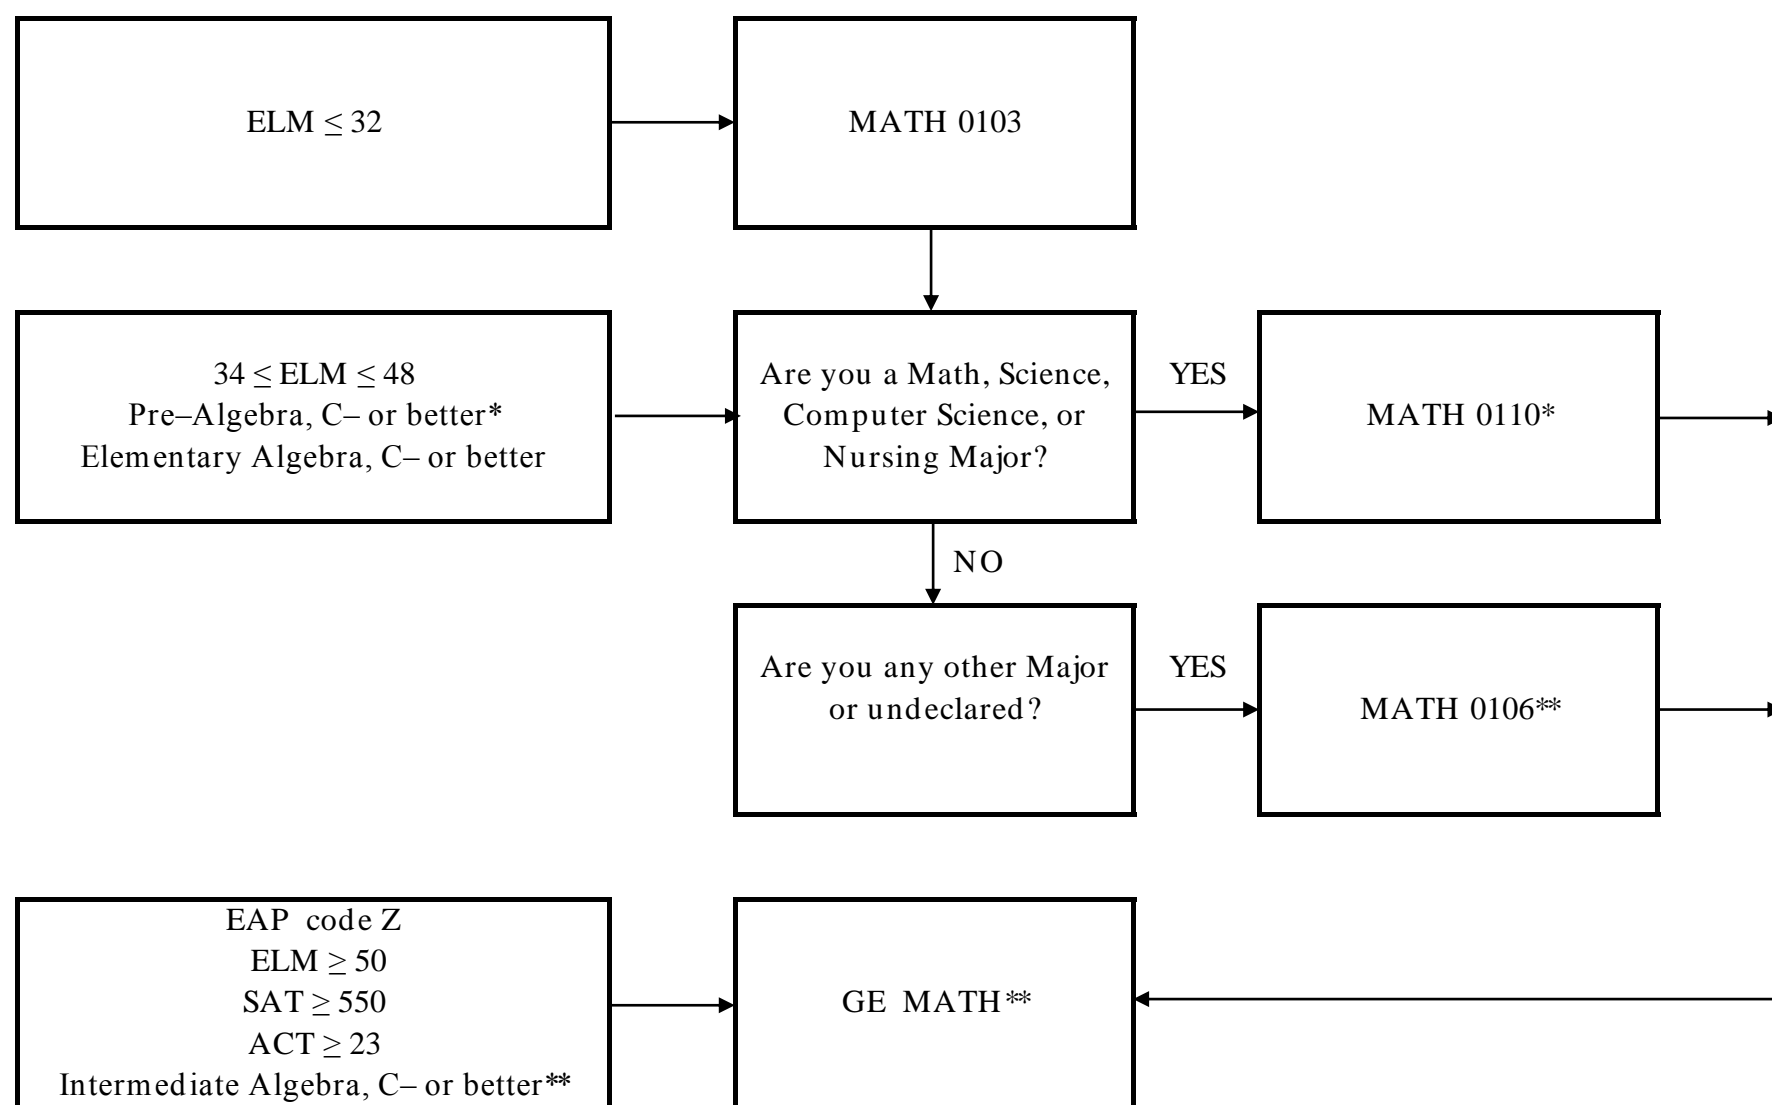 ELM ≤ 32
MATH 0103
34 ≤ ELM ≤ 48
Pre–Algebra, C– or better*
Elementary Algebra, C– or better
Are you a Math, Science,
Computer Science, or
Nursing Major?
YES
MATH 0110*
NO
Are you any other Major
or undeclared?
YES
MATH 0106**
EAP code Z
ELM ≥ 50
SAT ≥ 550
ACT ≥ 23
Intermediate Algebra, C– or better**
GE MATH**